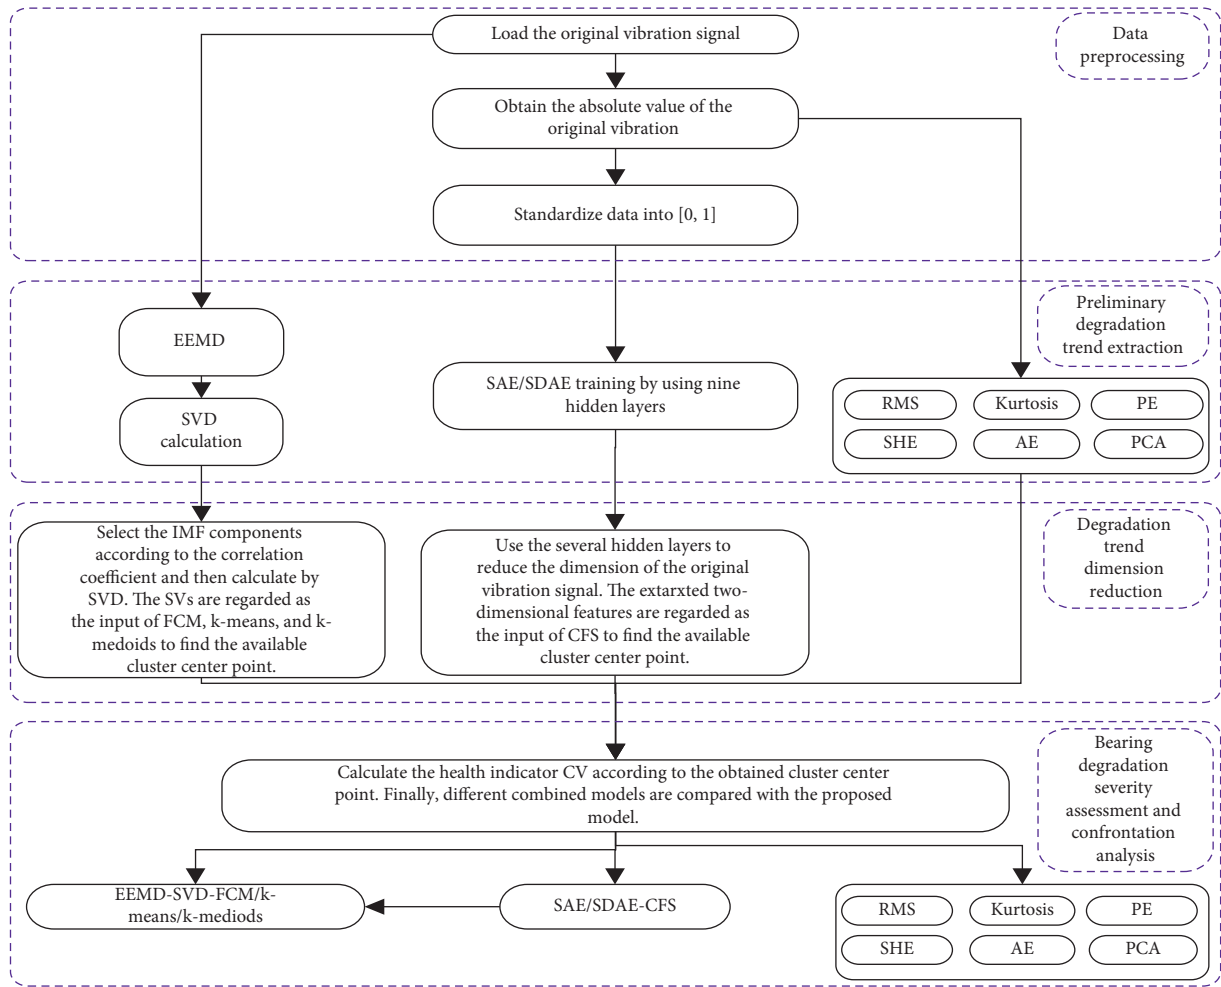 Load the original vibration signal
Data
preprocessing
Obtain the absolute value of the
original vibration
Standardize data into [0, 1]
Preliminary
degradation
trend extraction
EEMD
SVD
calculation
SAE/SDAE training by using nine
hidden layers
RMS
Kurtosis
PE
SHE
AE
PCA
Degradation
trend
dimension
reduction
Select the IMF components
according to the correlation
coefficient and then calculate by
SVD. The SVs are regarded as
the input of FCM, k-means, and k-
medoids to find the available
cluster center point.
Use the several hidden layers to
reduce the dimension of the original
vibration signal. The extarxted two-
dimensional features are regarded as
the input of CFS to find the available
cluster center point.
Bearing
degradation
severity
assessment and
confrontation
analysis
Calculate the health indicator CV according to the obtained cluster center
point. Finally, different combined models are compared with the proposed
model.
EEMD-SVD-FCM/k-
means/k-mediods
SAE/SDAE-CFS
RMS
Kurtosis
PE
SHE
AE
PCA